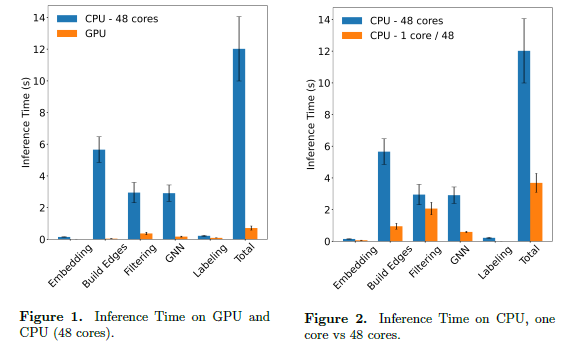 14
12
10
8
6
4
2
0
Inference Time (s)
CPU - 48 cores
GPU
Embedding
Build Edges
Filtering
GNN
Labeling
Total
Figure 1. Inference Time on GPU and
CPU (48 cores).
14
12
10
8
6
4
2
0
Inference Time (s)
CPU - 48 cores
CPU - 1 core / 48
Embedding
Build Edges
Filtering
GNN
Labeling
Total
Figure 2. Inference Time on CPU, one
core vs 48 cores.